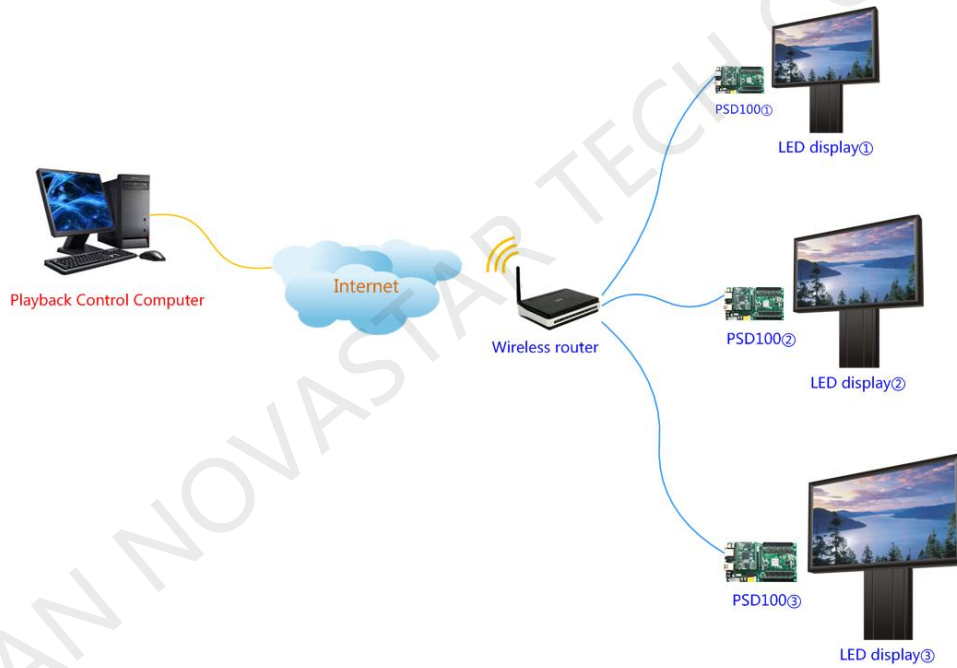 PSD100①
LED display①
Internet
Playback Control Computer
Wireless router
PSD100②
LED display②
PSD100③
LED display③
AN NOVASTAR TECH CO